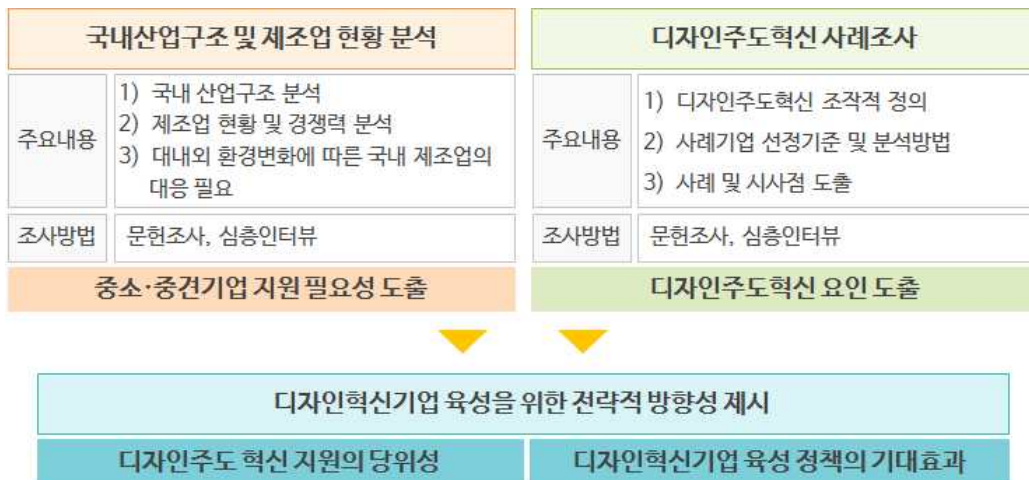 국내산업구조 및 제조업 현황 분석
주요내용
1) 국내 산업구조 분석
2) 제조업 현황 및 경쟁력 분석
3) 대내외 환경변화에 따른 국내 제조업의
대응 필요
조사방법
문헌조사, 심층인터뷰
중소·중견기업 지원 필요성 도출
디자인주도혁신 사례조사
주요내용
1) 디자인주도혁신 조작적 정의
2) 사례기업 선정기준 및 분석방법
3) 사례 및 시사점 도출
조사방법
문헌조사, 심층인터뷰
디자인주도혁신 요인 도출
디자인혁신기업 육성을 위한 전략적 방향성 제시
디자인주도 혁신 지원의 당위성
디자인혁신기업 육성 정책의 기대효과